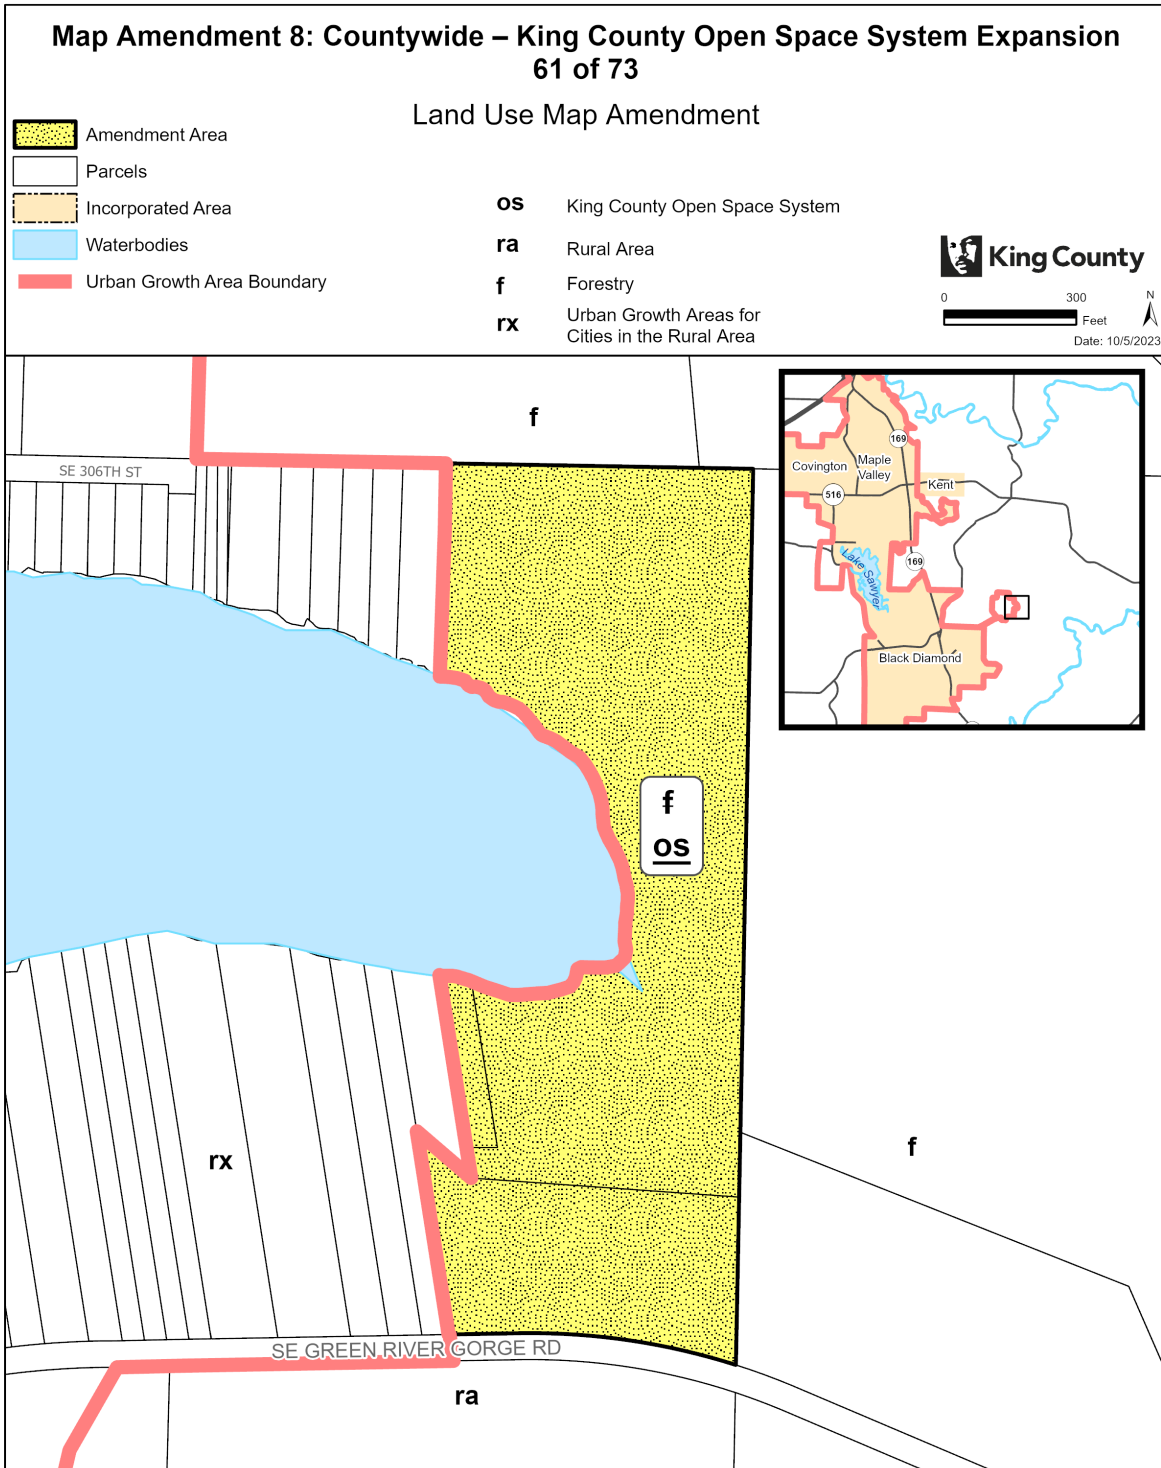 Map Amendment 8: Countywide – King County Open Space System Expansion
61 of 73
Land Use Map Amendment
Amendment Area
Parcels
Incorporated Area
Waterbodies
Urban Growth Area Boundary
os King County Open Space System
ra Rural Area
f Forestry
rx Urban Growth Areas for
Cities in the Rural Area
King County
0 300
Feet
N
Date: 10/5/2023
f
SE 306TH ST
169
Covington
Maple
Valley
516
Kent
Lake Sawyer
169
Black Diamond
f
os
rx
f
SE GREEN RIVER GORGE RD
ra